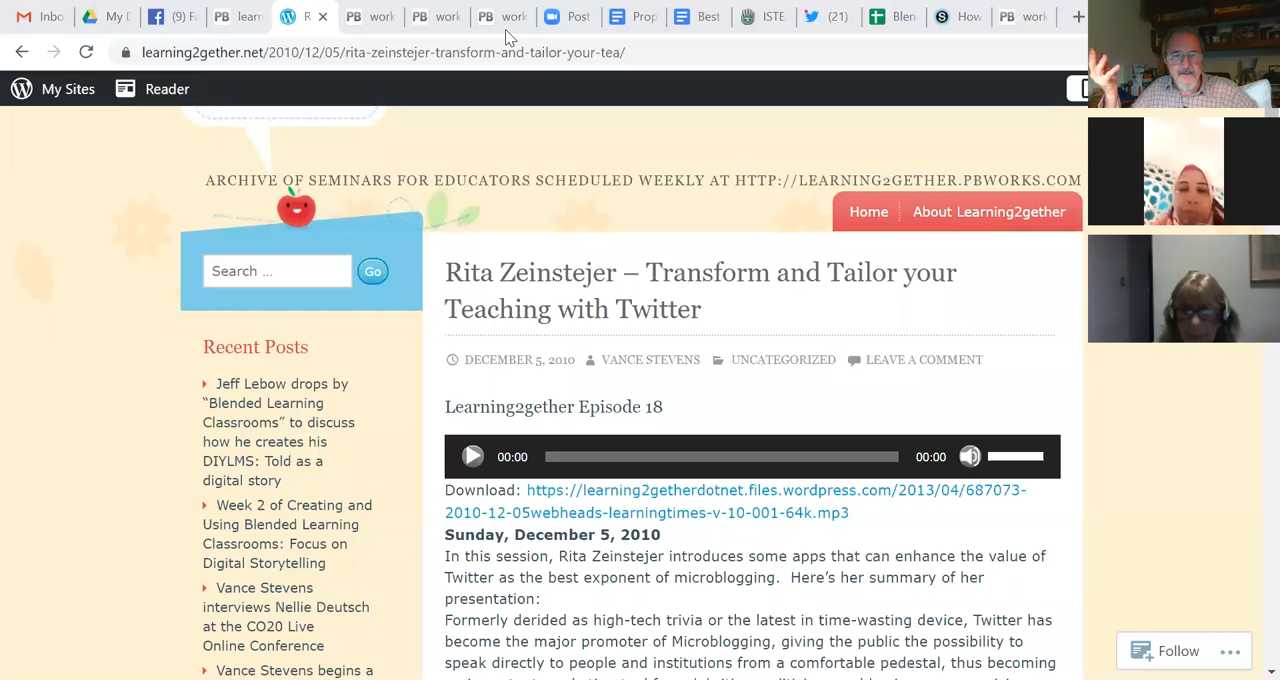 Inbo
My D
(9) F
PB learn
R
PB work
PB work
PB work
Post
Prop
Best
ISTE
(21)
Blen
How
PB work
learning2gether.net/2010/12/05/rita-zeinstejer-transform-and-tailor-your-tea/
My Sites
Reader
ARCHIVE OF SEMINARS FOR EDUCATORS SCHEDULED WEEKLY AT HTTP://LEARNING2GETHER.PBWORKS.COM
Home
About Learning2gether
Search ...
Go
Recent Posts
Jeff Lebow drops by
“Blended Learning
Classrooms” to discuss
how he creates his
DIYLMS: Told as a
digital story
Week 2 of Creating and
Using Blended Learning
Classrooms: Focus on
Digital Storytelling
Vance Stevens
interviews Nellie Deutsch
at the CO20 Live
Online Conference
Vance Stevens begins a
Rita Zeinstejer – Transform and Tailor your
Teaching with Twitter
DECEMBER 5, 2010 VANCE STEVENS UNCATEGORIZED LEAVE A COMMENT
Learning2gether Episode 18
00:00 00:00
Download: https://learning2getherdotnet.files.wordpress.com/2013/04/687073-
2010-12-05webheads-learningtimes-v-10-001-64k.mp3
Sunday, December 5, 2010
In this session, Rita Zeinstejer introduces some apps that can enhance the value of
Twitter as the best exponent of microblogging. Here’s her summary of her
presentation:
Formerly derided as high-tech trivia or the latest in time-wasting device, Twitter has
become the major promoter of Microblogging, giving the public the possibility to
speak directly to people and institutions from a comfortable pedestal, thus becoming
Follow